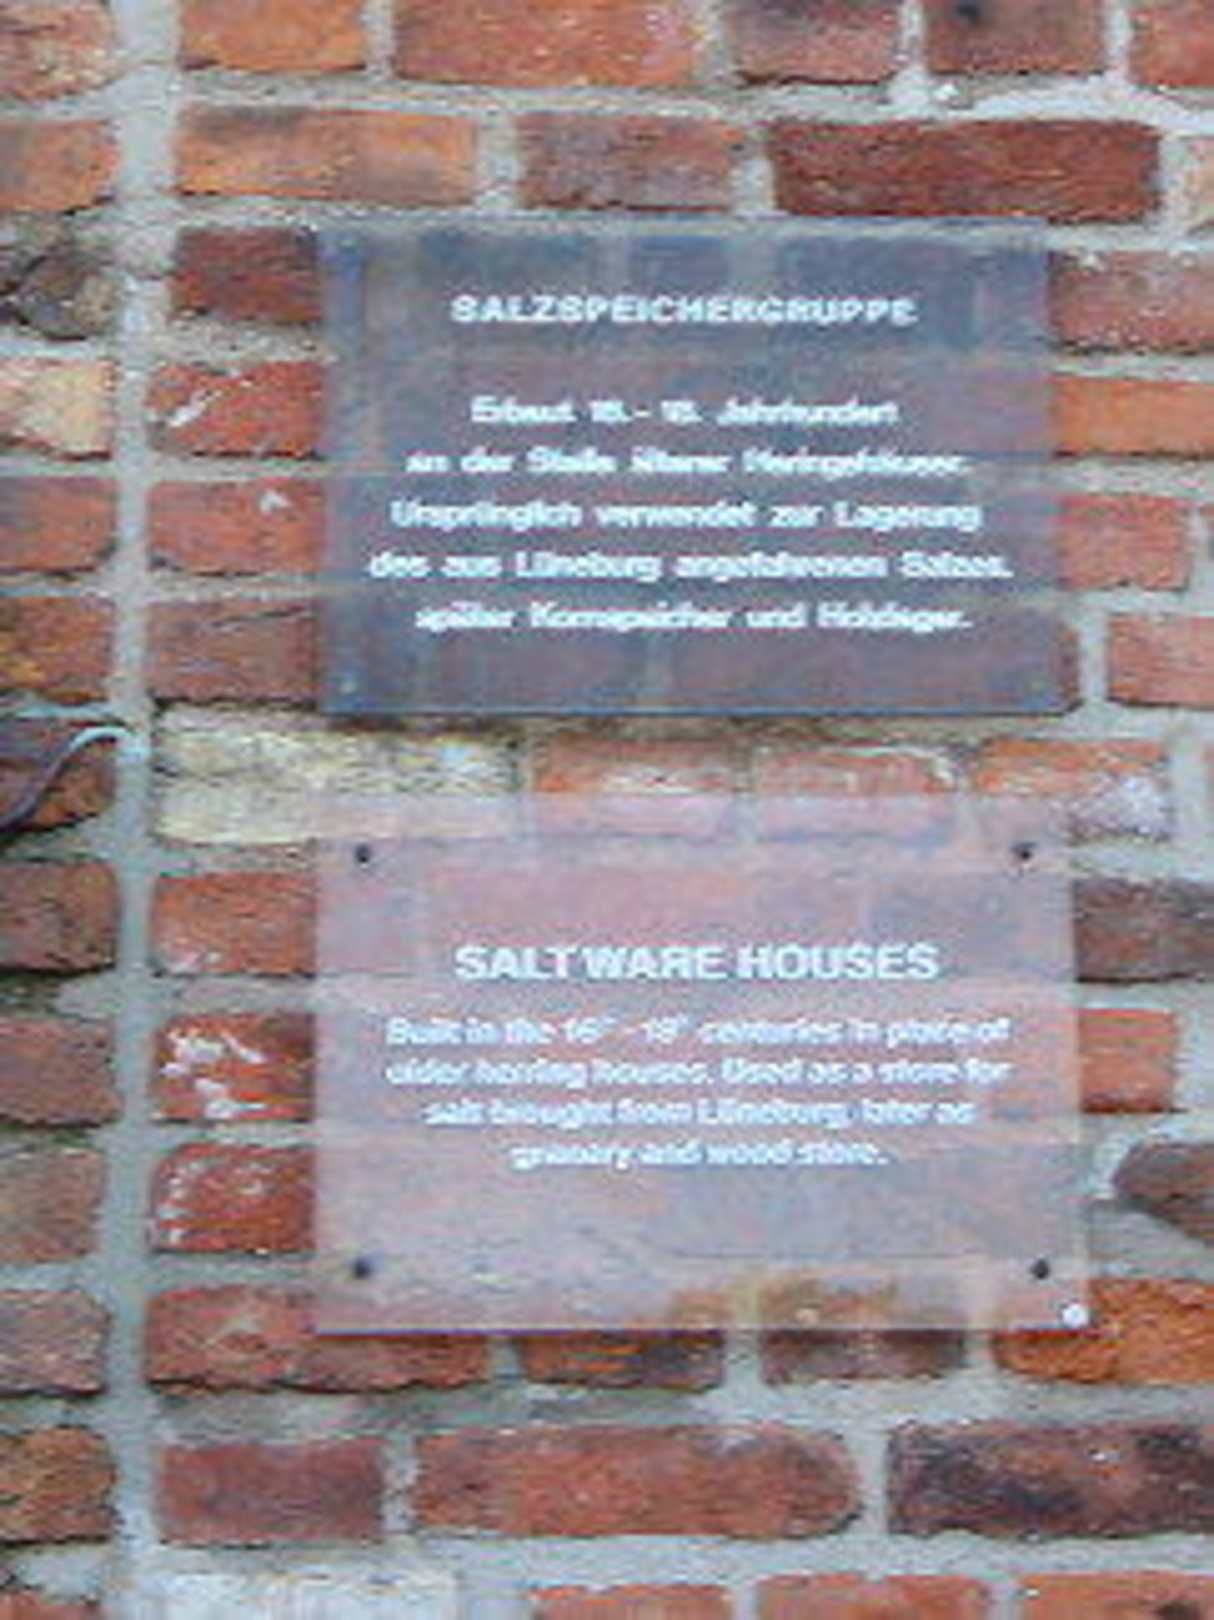 SALZSPEICHERGRUPPE
Erbaut 16.- 18. Jahrhundert
an der Stelle älterer Heringshäuser.
Ursprünglich verwendet zur Lagerung
des aus Lüneburg angefahrenen Salzes,
später Kornspeicher und Holzlager.
SALT WARE HOUSES
Built in the 16th - 18th centuries in place of
older herring houses. Used as a store for
salt brought from Lüneburg, later as
granary and wood store.